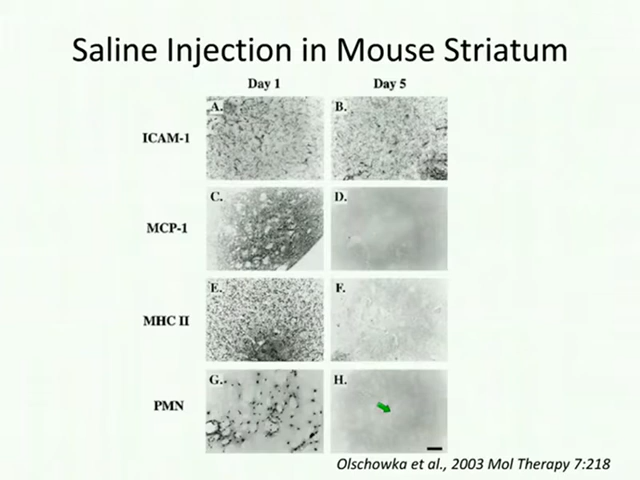 Saline Injection in Mouse Striatum
Day 1 Day 5
ICAM-1 A. B.
MCP-1 C. D.
MHC II E. F.
PMN G. H.
Olschowka et al., 2003 Mol Therapy 7:218